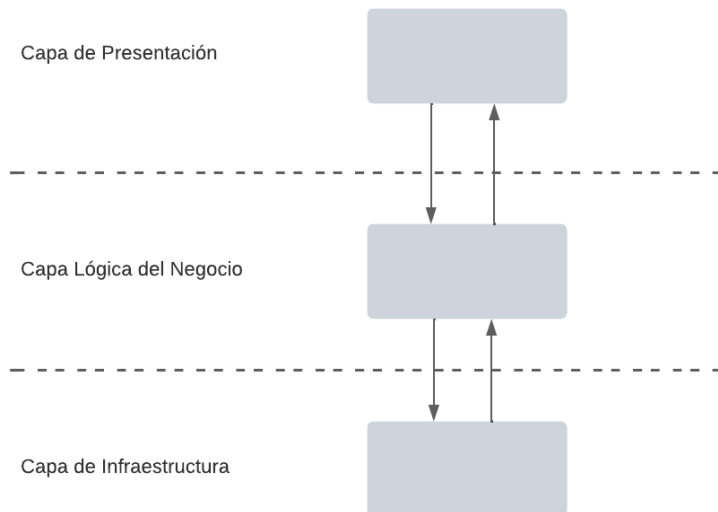 Capa de Presentación
Capa Lógica del Negocio
Capa de Infraestructura